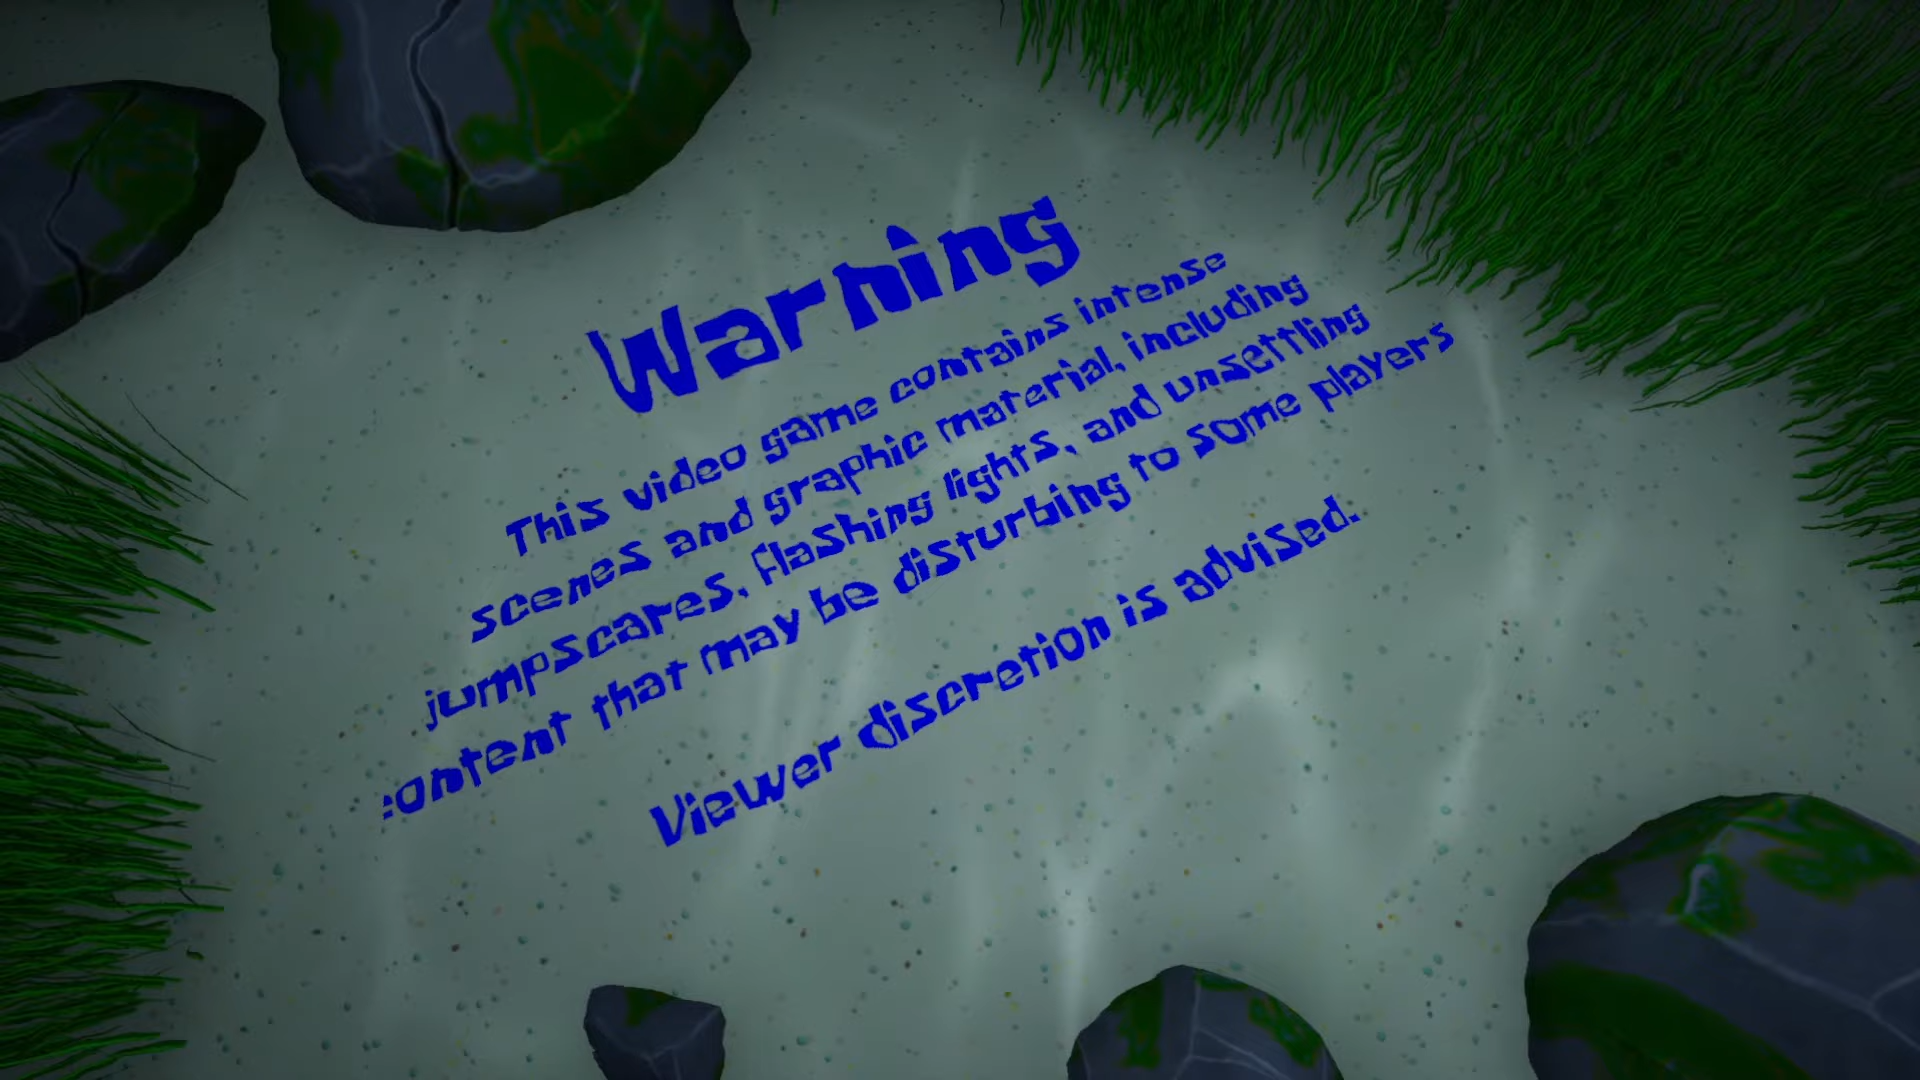 Warning
This video game contains intense
scenes and graphic material, including
jumpscares, flashing lights, and unsettling
content that may be disturbing to some players
Viewer discretion is advised.